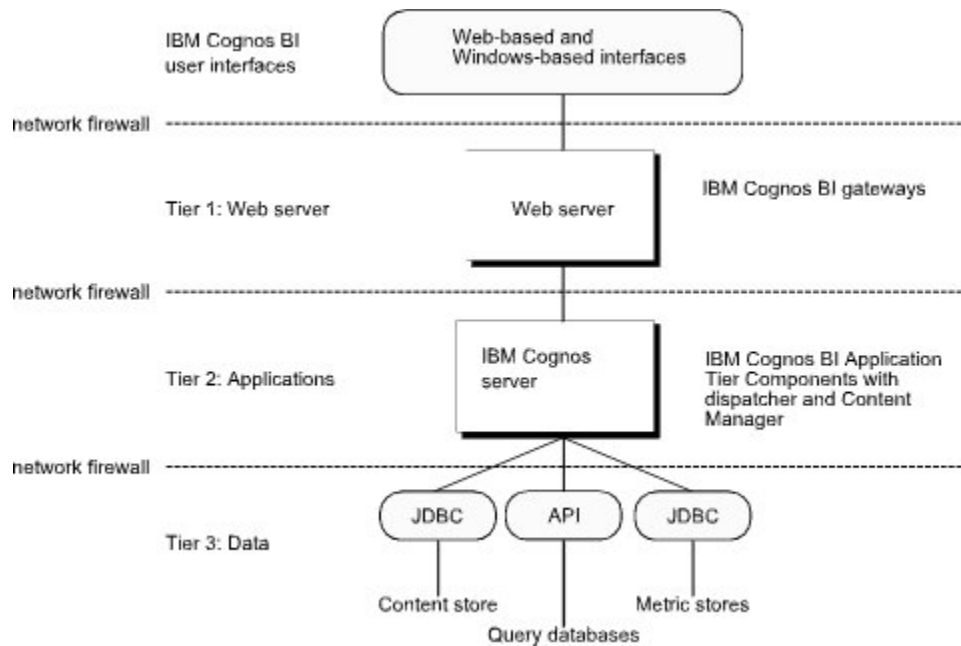 IBM Cognos BI
user interfaces
Web-based and
Windows-based interfaces
network firewall
Tier 1: Web server
Web server
IBM Cognos BI gateways
network firewall
Tier 2: Applications
IBM Cognos
server
IBM Cognos BI Application
Tier Components with
dispatcher and Content
Manager
network firewall
Tier 3: Data
JDBC
API
JDBC
Content store
Query databases
Metric stores